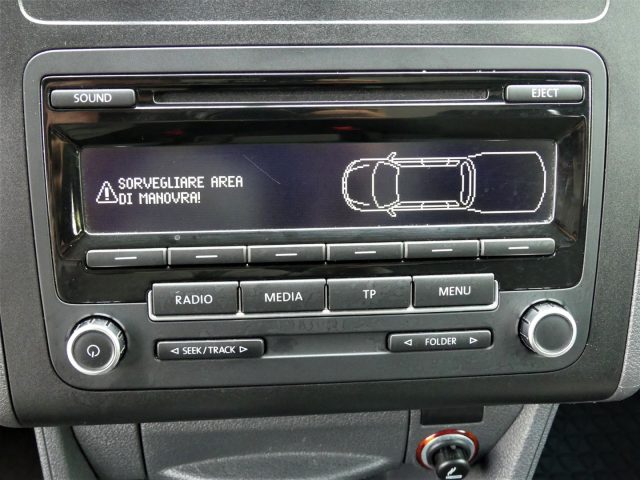 SOUND
EJECT
SORVEGLIARE AREA
DI MANOVRA!
RADIO
MEDIA
TP
MENU
SEEK/TRACK
FOLDER